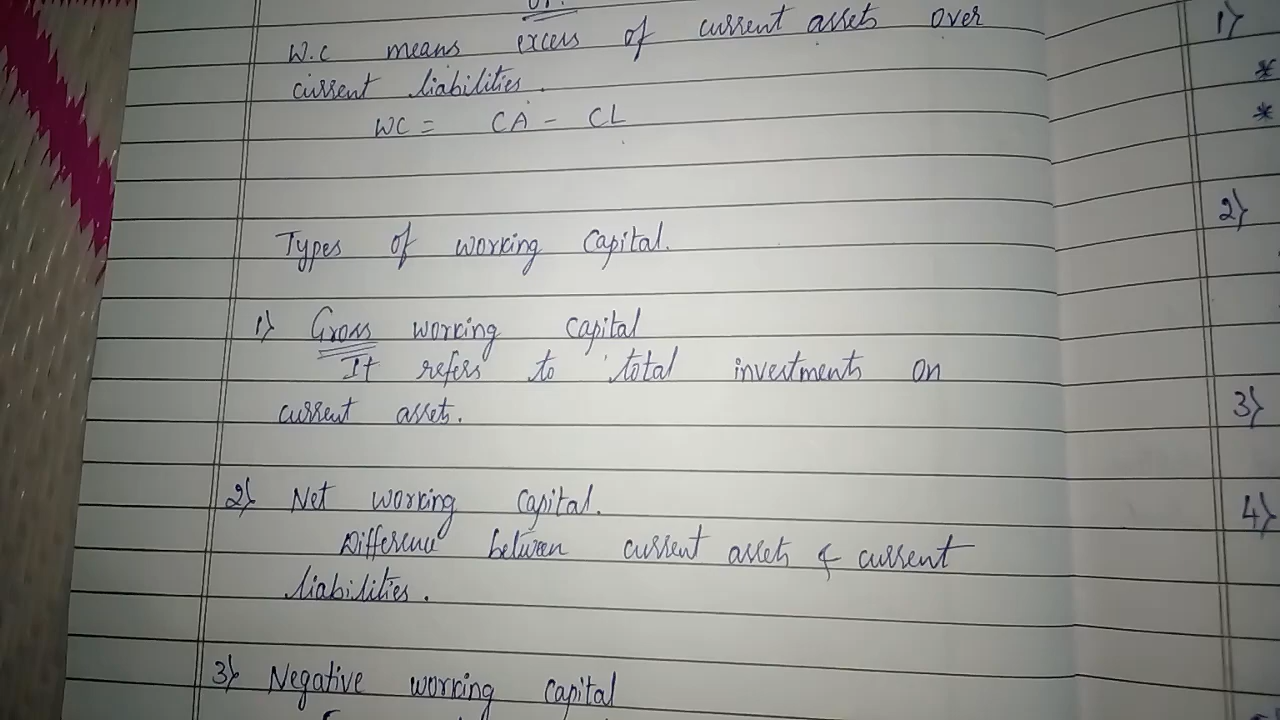 or
W.C means excess of current assets over
current liabilities.
WC = CA - CL
Types of working Capital.
1) Gross working capital
It refers to total investments on
current assets.
2) Net working Capital.
Difference between current assets & current
liabilities.
3) Negative working capital
1)
*
*
2)
3)
4)